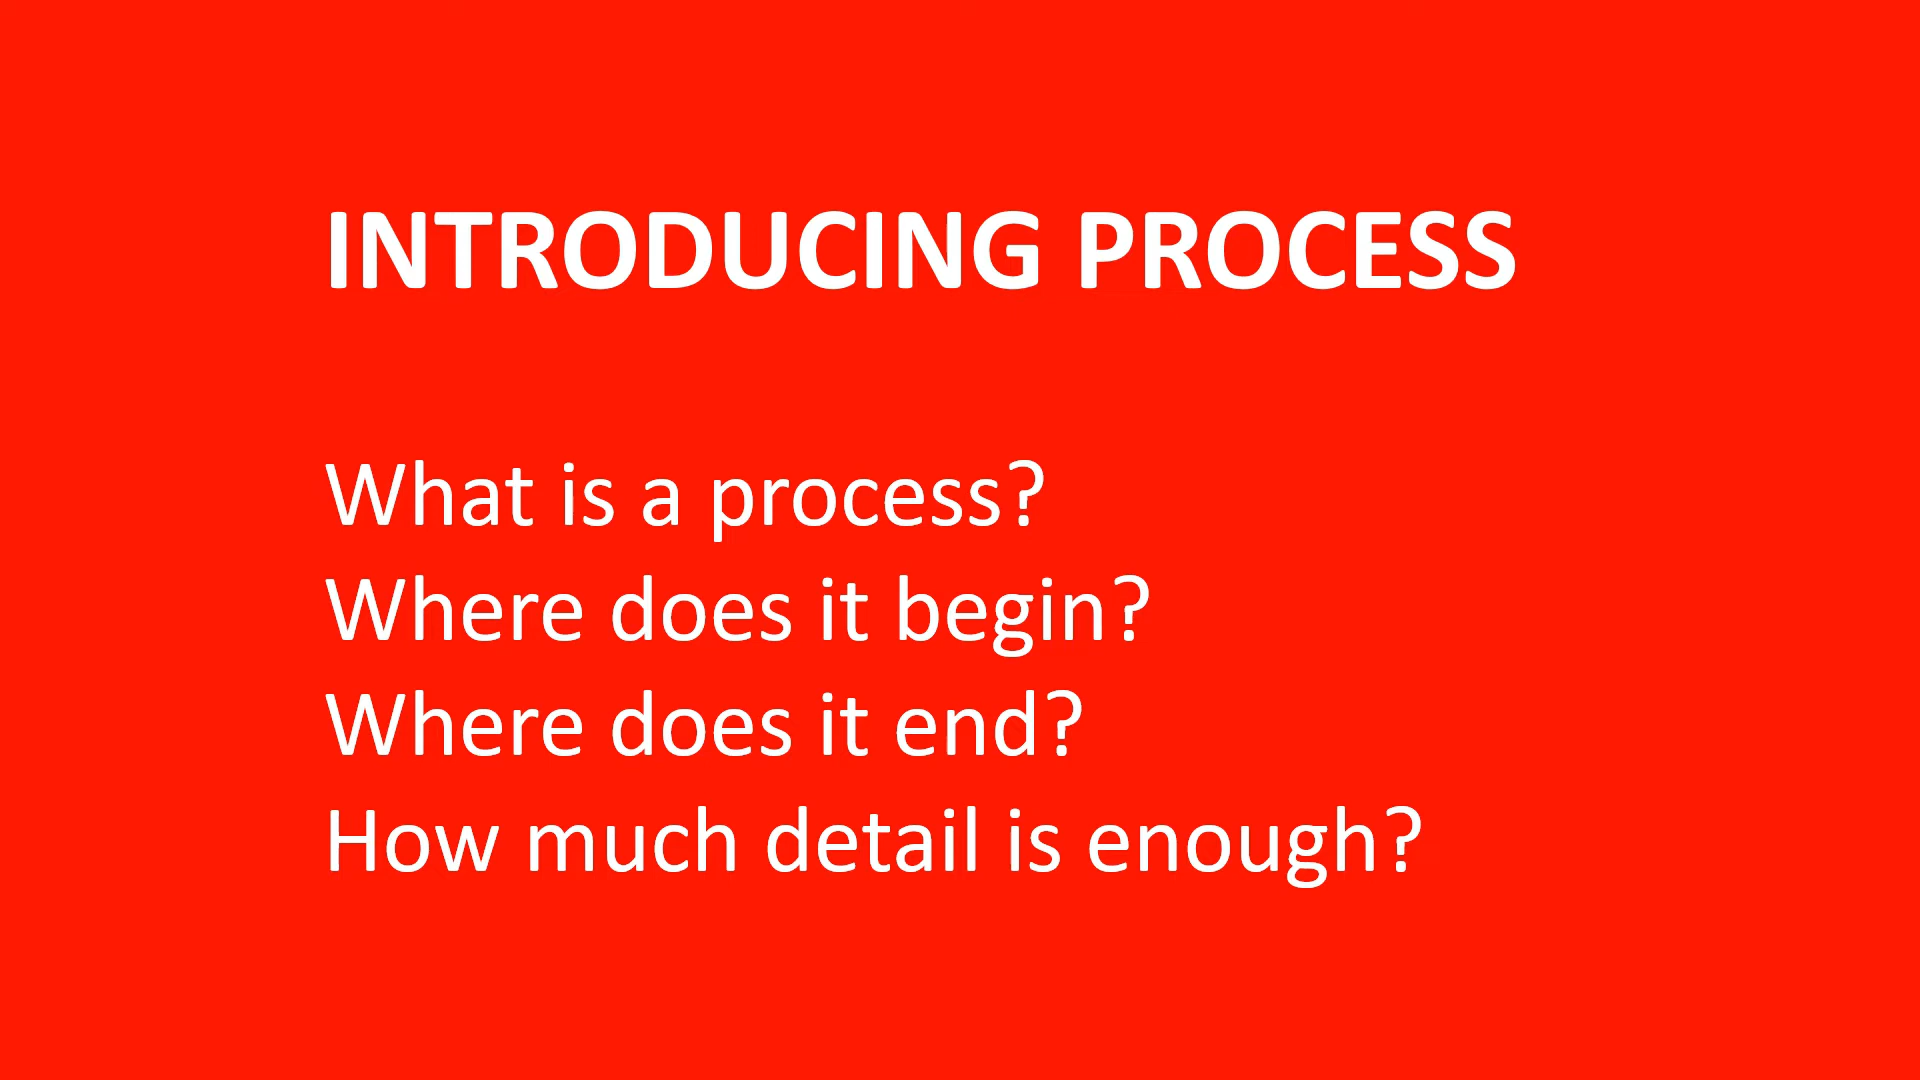 INTRODUCING PROCESS
What is a process?
Where does it begin?
Where does it end?
How much detail is enough?